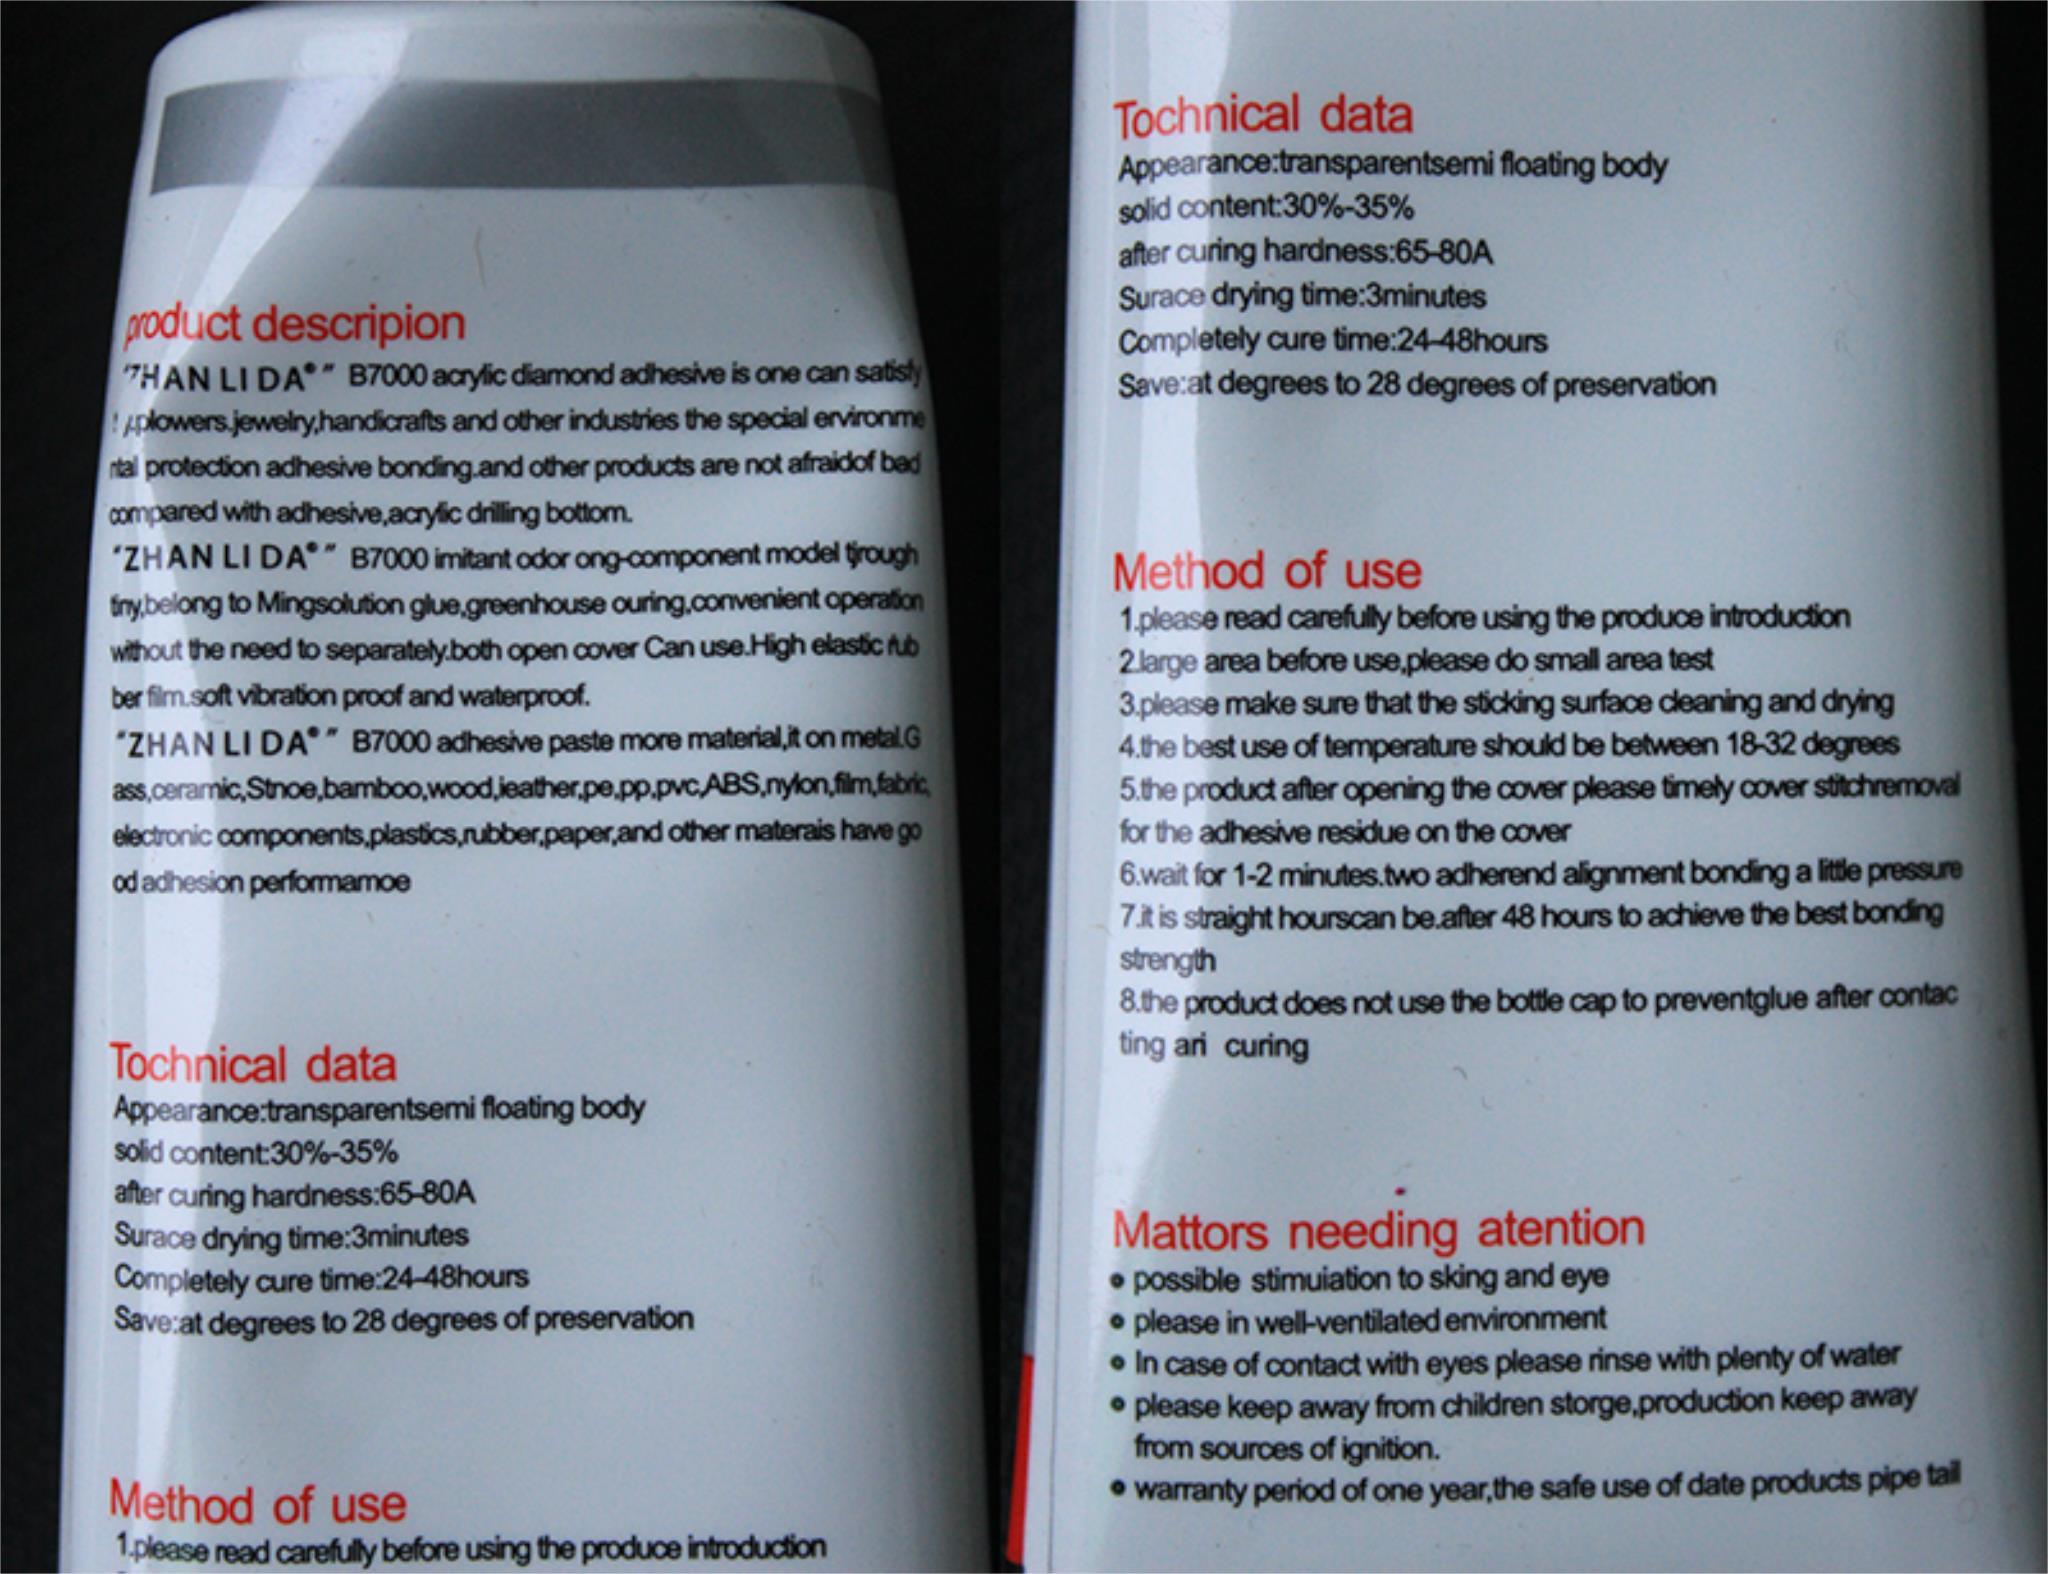 product descripion
"ZHAN LI DA®" B7000 acrylic diamond adhesive is one can satisfy
plowers.jewelry,handicrafts and other industries the special ervironme
ntal protection adhesive bonding.and other products are not afraidof bad
compared with adhesive,acrylic drilling bottom.
"ZHAN LI DA®" B7000 imitant odor ong-component model tjrough
tiny,belong to Mingsolution glue,greenhouse ouring,convenient operation
without the need to separately.both open cover Can use.High elastic rub
ber film.soft vibration proof and waterproof.
"ZHAN LI DA®" B7000 adhesive paste more material,it on metal.G
ass,ceramic,Stnoe,bamboo,wood,ieather,pe,pp,pvc,ABS,nylon,film,fabric,
electronic components,plastics,rubber,paper,and other materais have go
od adhesion performamoe
Tochnical data
Appearance:transparentsemi floating body
solid content:30%-35%
after curing hardness:65-80A
Surace drying time:3minutes
Completely cure time:24-48hours
Save:at degrees to 28 degrees of preservation
Method of use
1.please read carefully before using the produce introduction
Tochnical data
Appearance:transparentsemi floating body
solid content:30%-35%
after curing hardness:65-80A
Surace drying time:3minutes
Completely cure time:24-48hours
Save:at degrees to 28 degrees of preservation
Method of use
1.please read carefully before using the produce introduction
2.large area before use,please do small area test
3.please make sure that the sticking surface cleaning and drying
4.the best use of temperature should be between 18-32 degrees
5.the product after opening the cover please timely cover stitchremoval
for the adhesive residue on the cover
6.wait for 1-2 minutes.two adherend alignment bonding a little pressure
7.it is straight hourscan be.after 48 hours to achieve the best bonding
strength
8.the product does not use the bottle cap to preventglue after contac
ting ari curing
Mattors needing atention
• possible stimuiation to sking and eye
• please in well-ventilated environment
• In case of contact with eyes please rinse with plenty of water
• please keep away from children storge,production keep away
from sources of ignition.
• warranty period of one year,the safe use of date products pipe tail